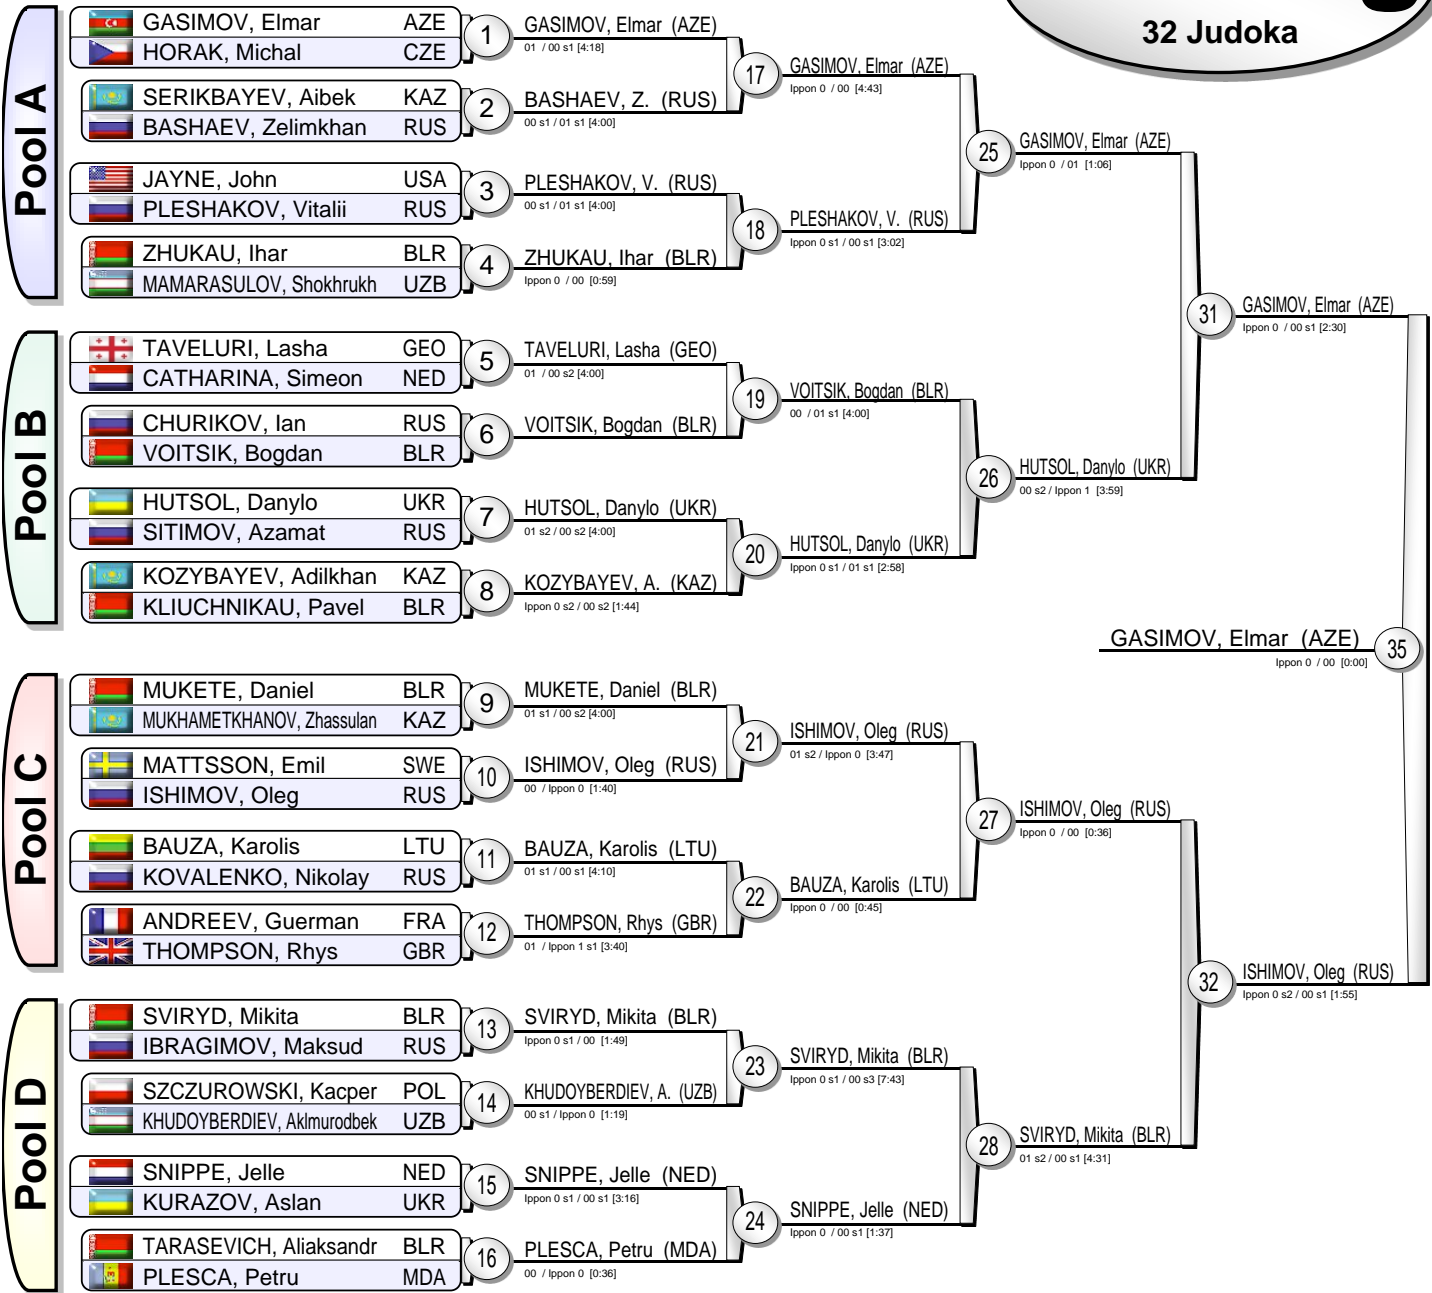 32 Judoka
Pool A
GASIMOV, Elmar AZE
HORAK, Michal CZE
1
GASIMOV, Elmar (AZE)
01 / 00 s1 [4:18]
SERIKBAYEV, Aibek KAZ
BASHAEV, Zelimkhan RUS
2
BASHAEV, Z. (RUS)
00 s1 / 01 s1 [4:00]
17
GASIMOV, Elmar (AZE)
Ippon 0 / 00 [4:43]
JAYNE, John USA
PLESHAKOV, Vitalii RUS
3
PLESHAKOV, V. (RUS)
00 s1 / 01 s1 [4:00]
ZHUKAU, Ihar BLR
MAMARASULOV, Shokhrukh UZB
4
ZHUKAU, Ihar (BLR)
Ippon 0 / 00 [0:59]
18
PLESHAKOV, V. (RUS)
Ippon 0 s1 / 00 s1 [3:02]
25
GASIMOV, Elmar (AZE)
Ippon 0 / 01 [1:06]
Pool B
TAVELURI, Lasha GEO
CATHARINA, Simeon NED
5
TAVELURI, Lasha (GEO)
01 / 00 s2 [4:00]
CHURIKOV, Ian RUS
VOITSIK, Bogdan BLR
6
VOITSIK, Bogdan (BLR)
19
VOITSIK, Bogdan (BLR)
00 / 01 s1 [4:00]
HUTSOL, Danylo UKR
SITIMOV, Azamat RUS
7
HUTSOL, Danylo (UKR)
01 s2 / 00 s2 [4:00]
KOZYBAYEV, Adilkhan KAZ
KLIUCHNIKAU, Pavel BLR
8
KOZYBAYEV, A. (KAZ)
Ippon 0 s2 / 00 s2 [1:44]
20
HUTSOL, Danylo (UKR)
Ippon 0 s1 / 01 s1 [2:58]
26
HUTSOL, Danylo (UKR)
00 s2 / Ippon 1 [3:59]
31
GASIMOV, Elmar (AZE)
Ippon 0 / 00 s1 [2:30]
GASIMOV, Elmar (AZE)
35
Ippon 0 / 00 [0:00]
Pool C
MUKETE, Daniel BLR
MUKHAMETKHANOV, Zhassulan KAZ
9
MUKETE, Daniel (BLR)
01 s1 / 00 s2 [4:00]
MATTSSON, Emil SWE
ISHIMOV, Oleg RUS
10
ISHIMOV, Oleg (RUS)
00 / Ippon 0 [1:40]
21
ISHIMOV, Oleg (RUS)
01 s2 / Ippon 0 [3:47]
BAUZA, Karolis LTU
KOVALENKO, Nikolay RUS
11
BAUZA, Karolis (LTU)
01 s1 / 00 s1 [4:10]
ANDREEV, Guerman FRA
THOMPSON, Rhys GBR
12
THOMPSON, Rhys (GBR)
01 / Ippon 1 s1 [3:40]
22
BAUZA, Karolis (LTU)
Ippon 0 / 00 [0:45]
27
ISHIMOV, Oleg (RUS)
Ippon 0 / 00 [0:36]
Pool D
SVIRYD, Mikita BLR
IBRAGIMOV, Maksud RUS
13
SVIRYD, Mikita (BLR)
Ippon 0 s1 / 00 [1:49]
SZCZUROWSKI, Kacper POL
KHUDOYBERDIEV, Aklmurodbek UZB
14
KHUDOYBERDIEV, A. (UZB)
00 s1 / Ippon 0 [1:19]
23
SVIRYD, Mikita (BLR)
Ippon 0 s1 / 00 s3 [7:43]
SNIPPE, Jelle NED
KURAZOV, Aslan UKR
15
SNIPPE, Jelle (NED)
Ippon 0 s1 / 00 s1 [3:16]
TARASEVICH, Aliaksandr BLR
PLESCA, Petru MDA
16
PLESCA, Petru (MDA)
00 / Ippon 0 [0:36]
24
SNIPPE, Jelle (NED)
Ippon 0 / 00 s1 [1:37]
28
SVIRYD, Mikita (BLR)
01 s2 / 00 s1 [4:31]
32
ISHIMOV, Oleg (RUS)
Ippon 0 s2 / 00 s1 [1:55]